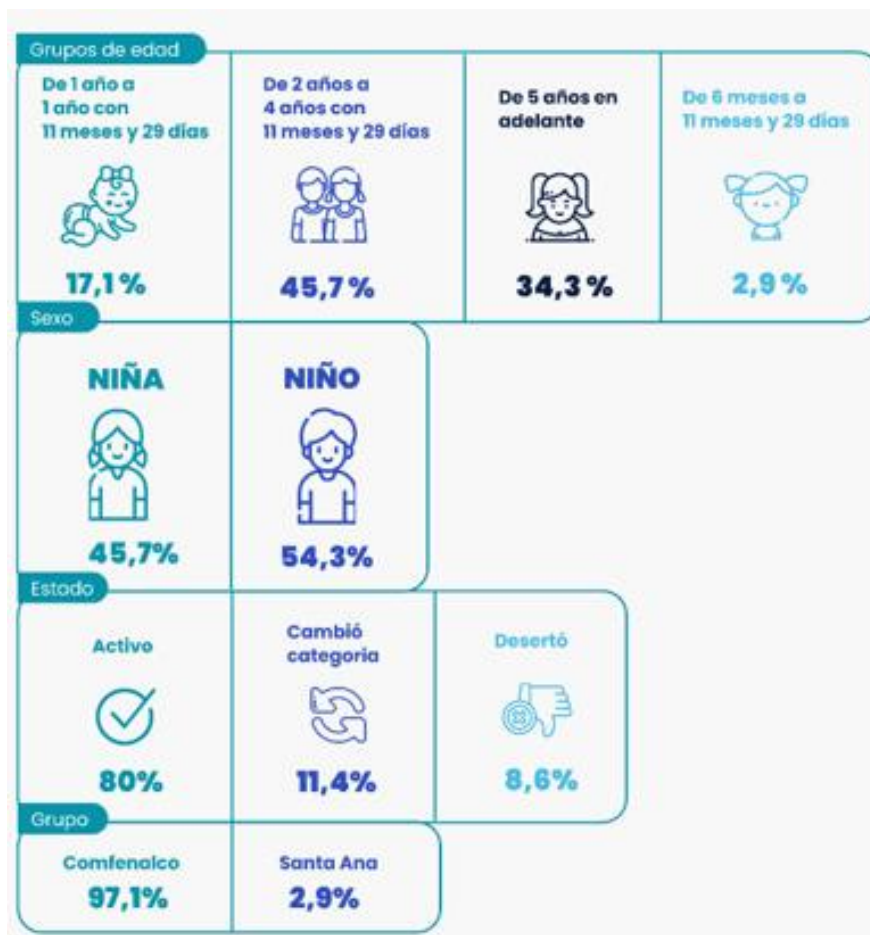 Grupos de edad
De 1 año a
1 año con
11 meses y 29 días
17,1%
De 2 años a
4 años con
11 meses y 29 días
45,7%
De 5 años en
adelante
34,3%
De 6 meses a
11 meses y 29 días
2,9%
Sexo
NIÑA
45,7%
NIÑO
54,3%
Estado
Activo
80%
Cambió
categoria
11,4%
Desertó
8,6%
Grupo
Comfenalco
97,1%
Santa Ana
2,9%